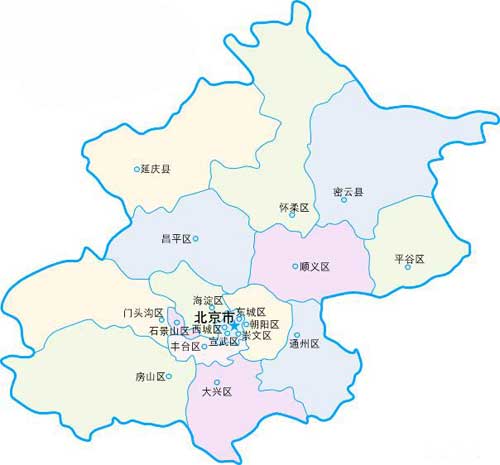 延庆县
密云县
怀柔区
昌平区
顺义区
平谷区
海淀区
门头沟区
北京市
东城区
石景山区
西城区
朝阳区
宣武区
崇文区
通州区
丰台区
房山区
大兴区